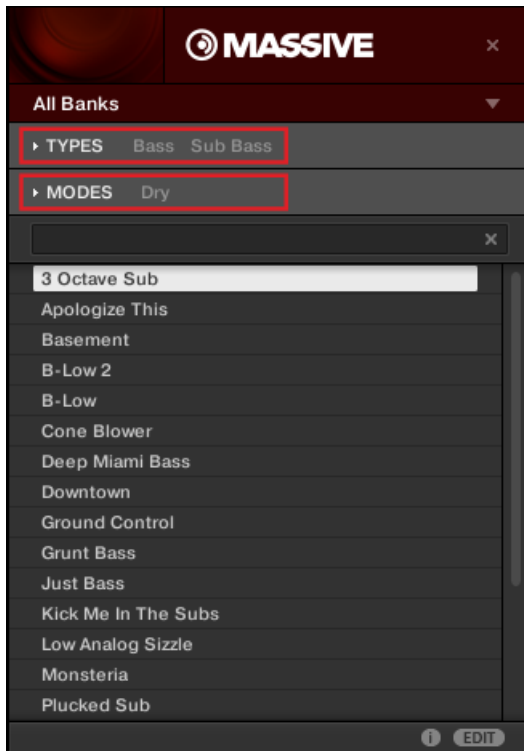 MASSIVE
All Banks
TYPES Bass Sub Bass
MODES Dry
3 Octave Sub
Apologize This
Basement
B-Low 2
B-Low
Cone Blower
Deep Miami Bass
Downtown
Ground Control
Grunt Bass
Just Bass
Kick Me In The Subs
Low Analog Sizzle
Monsteria
Plucked Sub
i EDIT